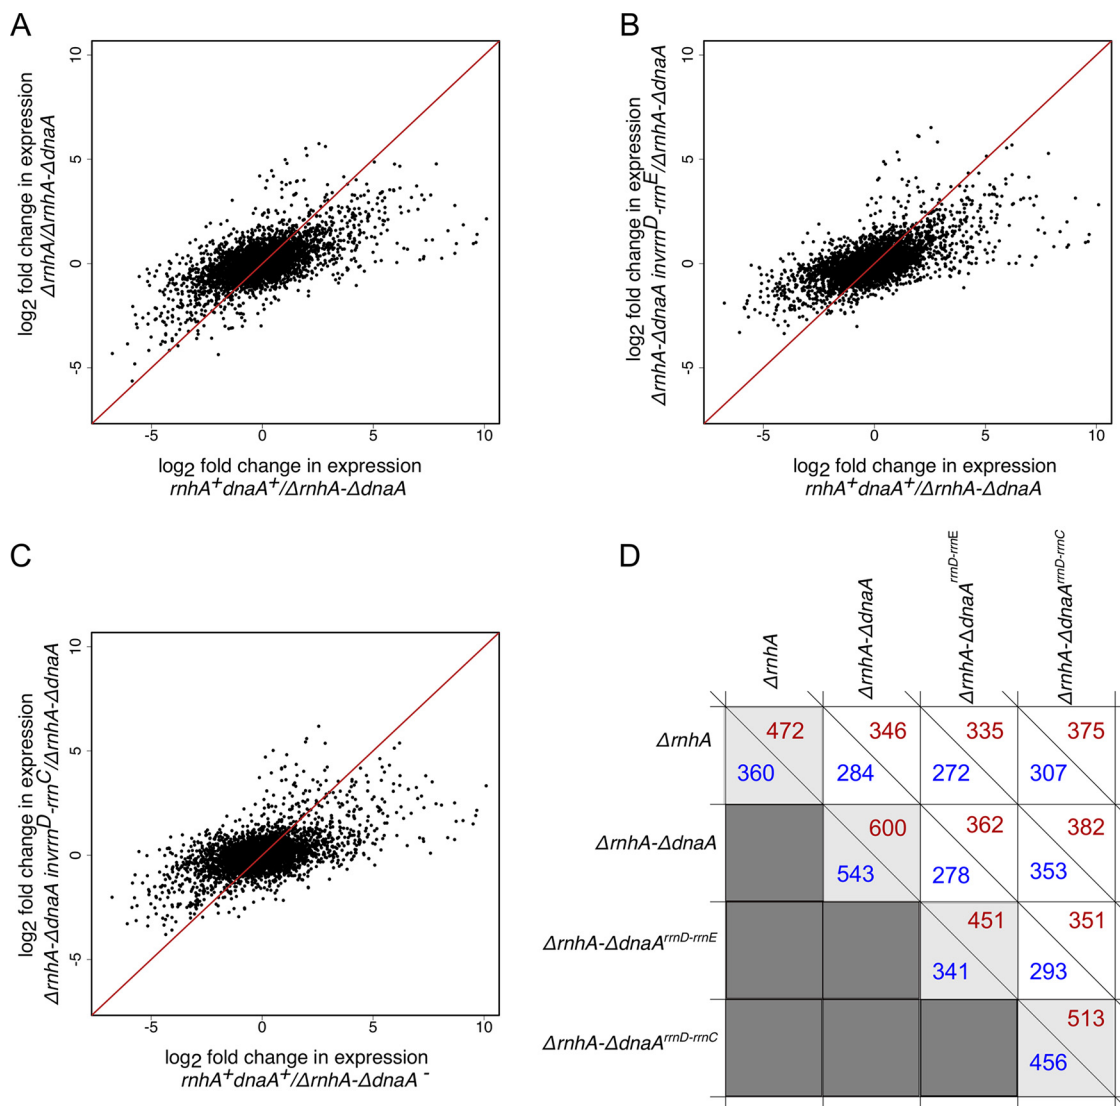 A
log2 fold change in expression
ΔrnhA/ΔrnhA-ΔdnaA
10
5
0
-5
-5
0
5
10
log2 fold change in expression
rnhA+dnaA+/ΔrnhA-ΔdnaA
B
log2 fold change in expression
ΔrnhA-ΔdnaA invrrnD-rrnE/ΔrnhA-ΔdnaA
10
5
0
-5
-5
0
5
10
log2 fold change in expression
rnhA+dnaA+/ΔrnhA-ΔdnaA
C
log2 fold change in expression
ΔrnhA-ΔdnaA invrrnD-rrnC/ΔrnhA-ΔdnaA
10
5
0
-5
-5
0
5
10
log2 fold change in expression
rnhA+dnaA+/ΔrnhA-ΔdnaA -
D
ΔrnhA
ΔrnhA-ΔdnaA
ΔrnhA-ΔdnaArrnD-rrnE
ΔrnhA-ΔdnaArrnD-rrnC
ΔrnhA
472
346
335
375
360
284
272
307
ΔrnhA-ΔdnaA
600
362
382
543
278
353
ΔrnhA-ΔdnaArrnD-rrnE
451
351
341
293
ΔrnhA-ΔdnaArrnD-rrnC
513
456